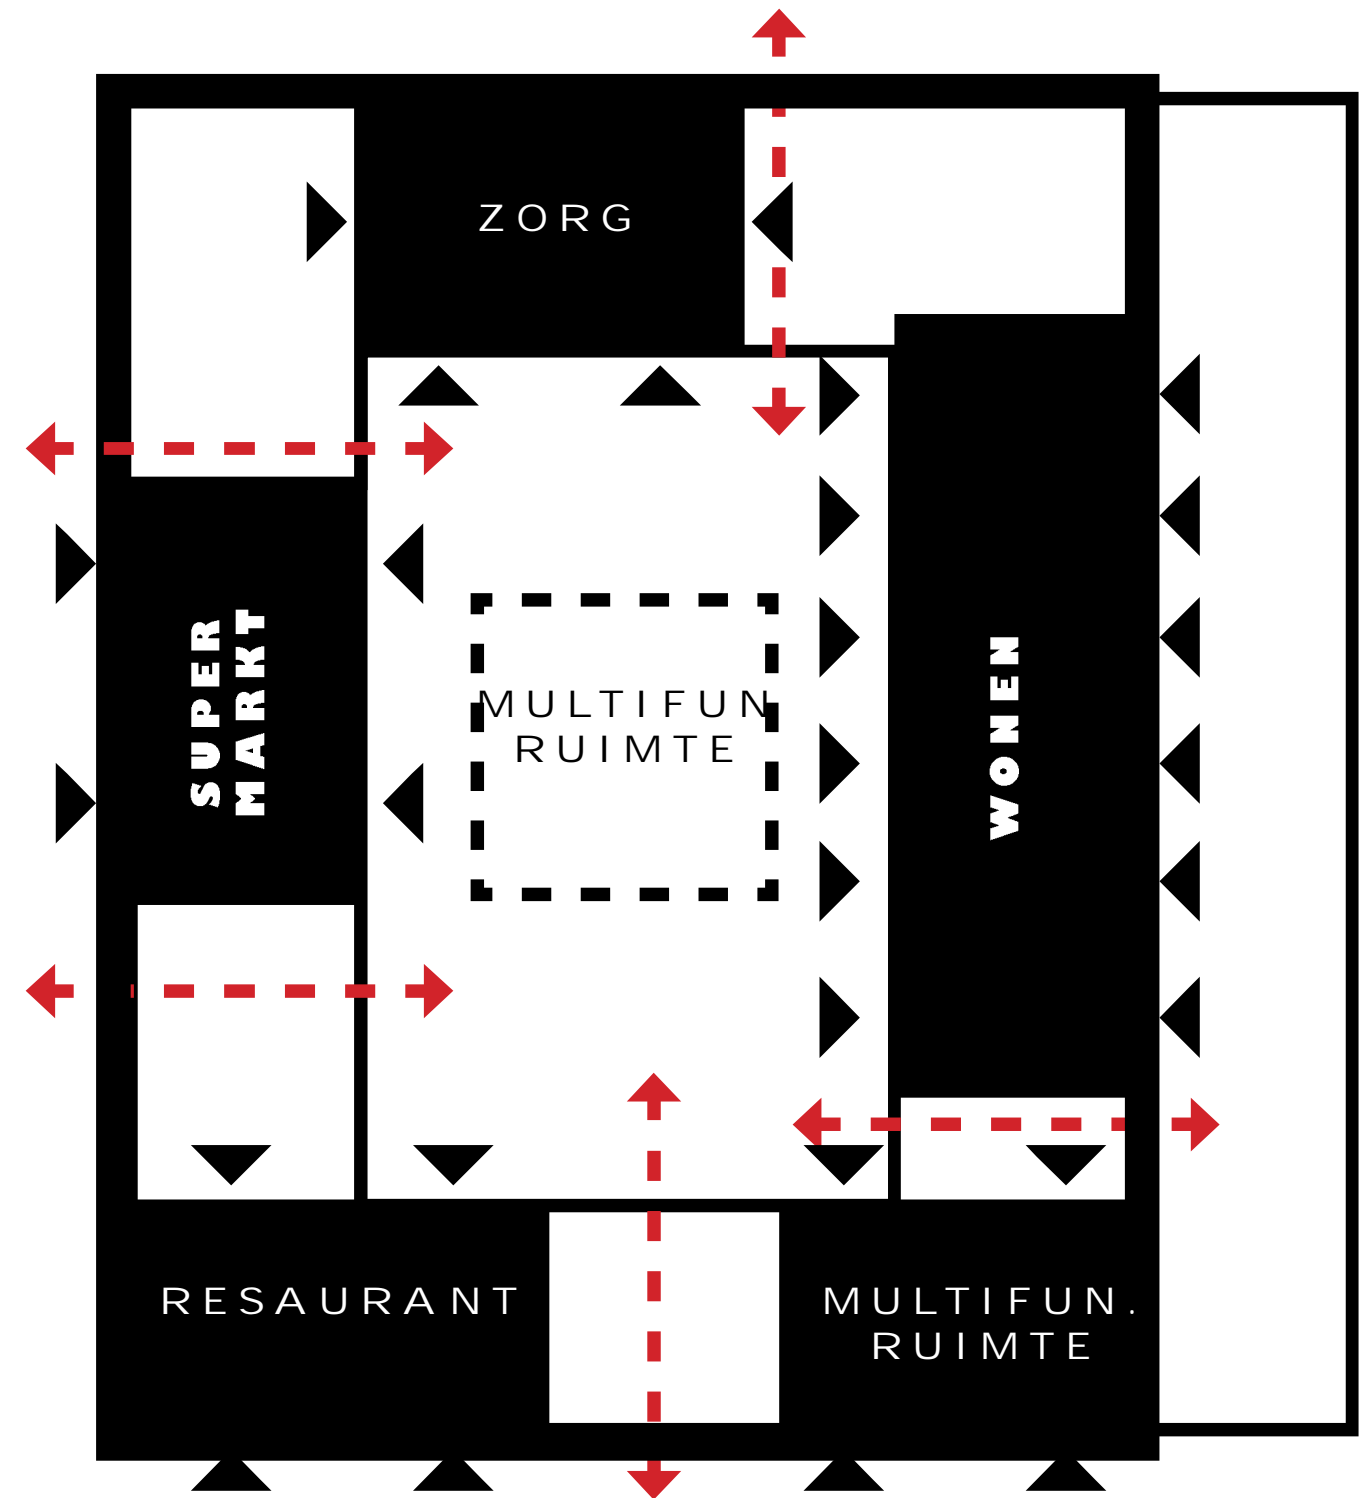 ZORG
SUPER
MARKT
MULTIFUN
RUIMTE
WONEN
RESAURANT
MULTIFUN.
RUIMTE